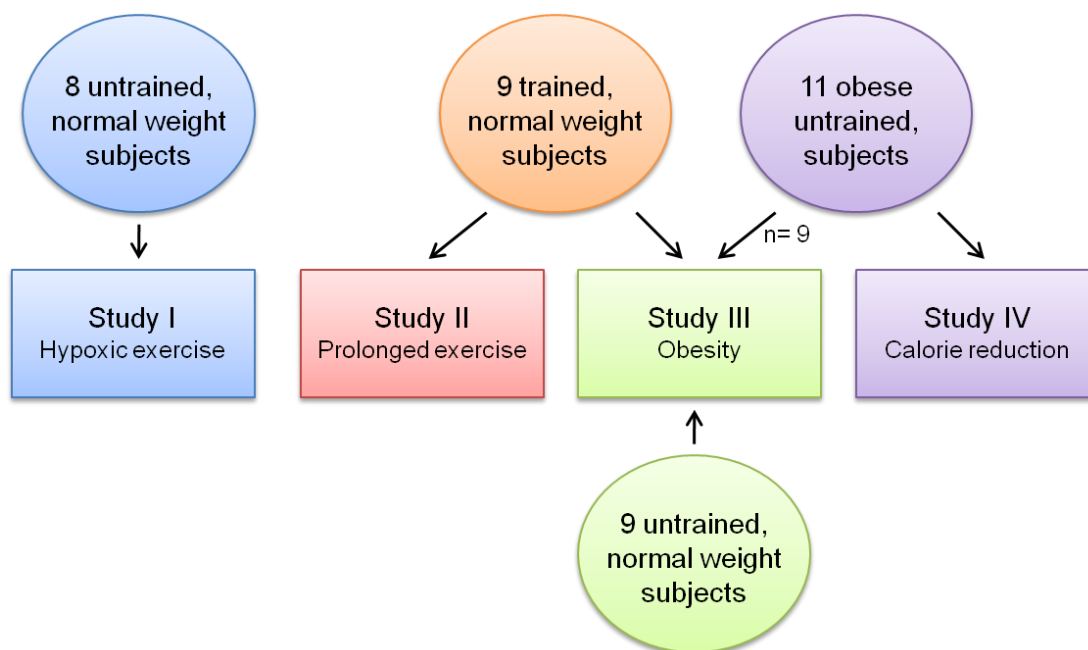 8 untrained,
normal weight
subjects
9 trained,
normal weight
subjects
11 obese
untrained,
subjects
n= 9
Study I
Hypoxic exercise
Study II
Prolonged exercise
Study III
Obesity
Study IV
Calorie reduction
9 untrained,
normal weight
subjects